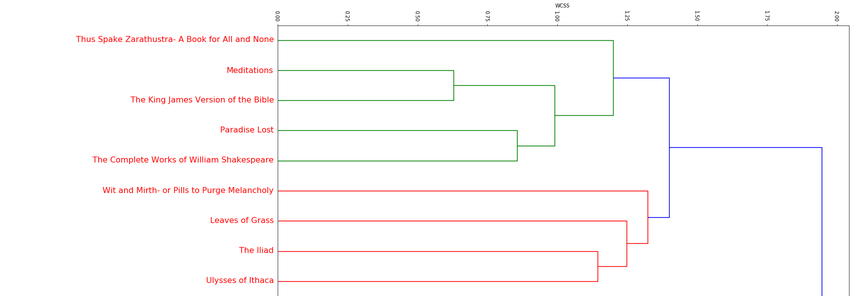 WCSS
0.00 0.25 0.50 0.75 1.00 1.25 1.50 1.75 2.00
Thus Spake Zarathustra- A Book for All and None
Meditations
The King James Version of the Bible
Paradise Lost
The Complete Works of William Shakespeare
Wit and Mirth- or Pills to Purge Melancholy
Leaves of Grass
The Iliad
Ulysses of Ithaca